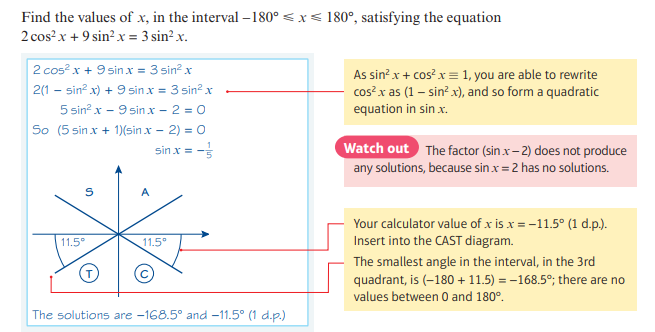 Find the values of x, in the interval –180° ⩽ x ⩽ 180°, satisfying the equation
2 cos² x + 9 sin² x = 3 sin² x.
2 cos² x + 9 sin x = 3 sin² x
2(1 – sin² x) + 9 sin x = 3 sin² x
5 sin² x – 9 sin x – 2 = 0
So (5 sin x + 1)(sin x – 2) = 0
sin x = –1/5
S
A
11.5°
11.5°
T
C
The solutions are –168.5° and –11.5° (1 d.p.)
As sin² x + cos² x ≡ 1, you are able to rewrite
cos² x as (1 – sin² x), and so form a quadratic
equation in sin x.
Watch out The factor (sin x – 2) does not produce
any solutions, because sin x = 2 has no solutions.
Your calculator value of x is x = –11.5° (1 d.p.).
Insert into the CAST diagram.
The smallest angle in the interval, in the 3rd
quadrant, is (–180 + 11.5) = –168.5°; there are no
values between 0 and 180°.